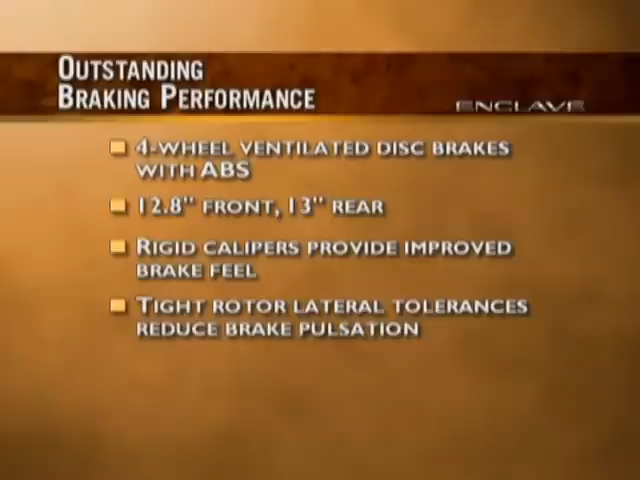 OUTSTANDING
BRAKING PERFORMANCE
ENCLAVE
4-WHEEL VENTILATED DISC BRAKES
WITH ABS
12.8" FRONT, 13" REAR
RIGID CALIPERS PROVIDE IMPROVED
BRAKE FEEL
TIGHT ROTOR LATERAL TOLERANCES
REDUCE BRAKE PULSATION